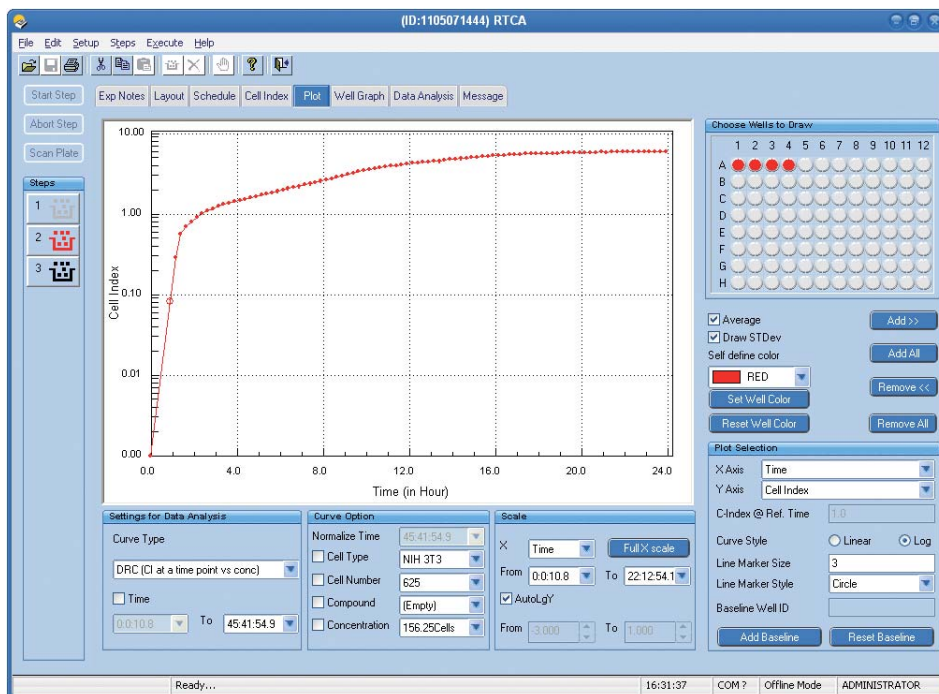 (ID:1105071444) RTCA
File Edit Setup Steps Execute Help
Start Step
Abort Step
Scan Plate
Steps
1
2
3
Exp Notes Layout Schedule Cell Index Plot Well Graph Data Analysis Message
10.00
1.00
0.10
0.01
0.00
Cell Index
0.0 4.0 8.0 12.0 16.0 20.0 24.0
Time (in Hour)
Choose Wells to Draw
1 2 3 4 5 6 7 8 9 10 11 12
A
B
C
D
E
F
G
H
Average
Draw STDev
Self define color
RED
Set Well Color
Reset Well Color
Add >>
Add All
Remove <<
Remove All
Plot Selection
X Axis Time
Y Axis Cell Index
C-Index @ Ref. Time 1.0
Curve Style Linear Log
Line Marker Size 3
Line Marker Style Circle
Baseline Well ID
Add Baseline Reset Baseline
Settings for Data Analysis
Curve Type
DRC (CI at a time point vs conc)
Time
0:0:10.8 To 45:41:54.9
Curve Option
Normalize Time 45:41:54.9
Cell Type NIH 3T3
Cell Number 625
Compound (Empty)
Concentration 156.25Cells
Scale
X Time Full X scale
From 0:0:10.8 To 22:12:54.1
AutoLgY
From -3.000 To 1.000
Ready... 16:31:37 COM ? Offline Mode ADMINISTRATOR